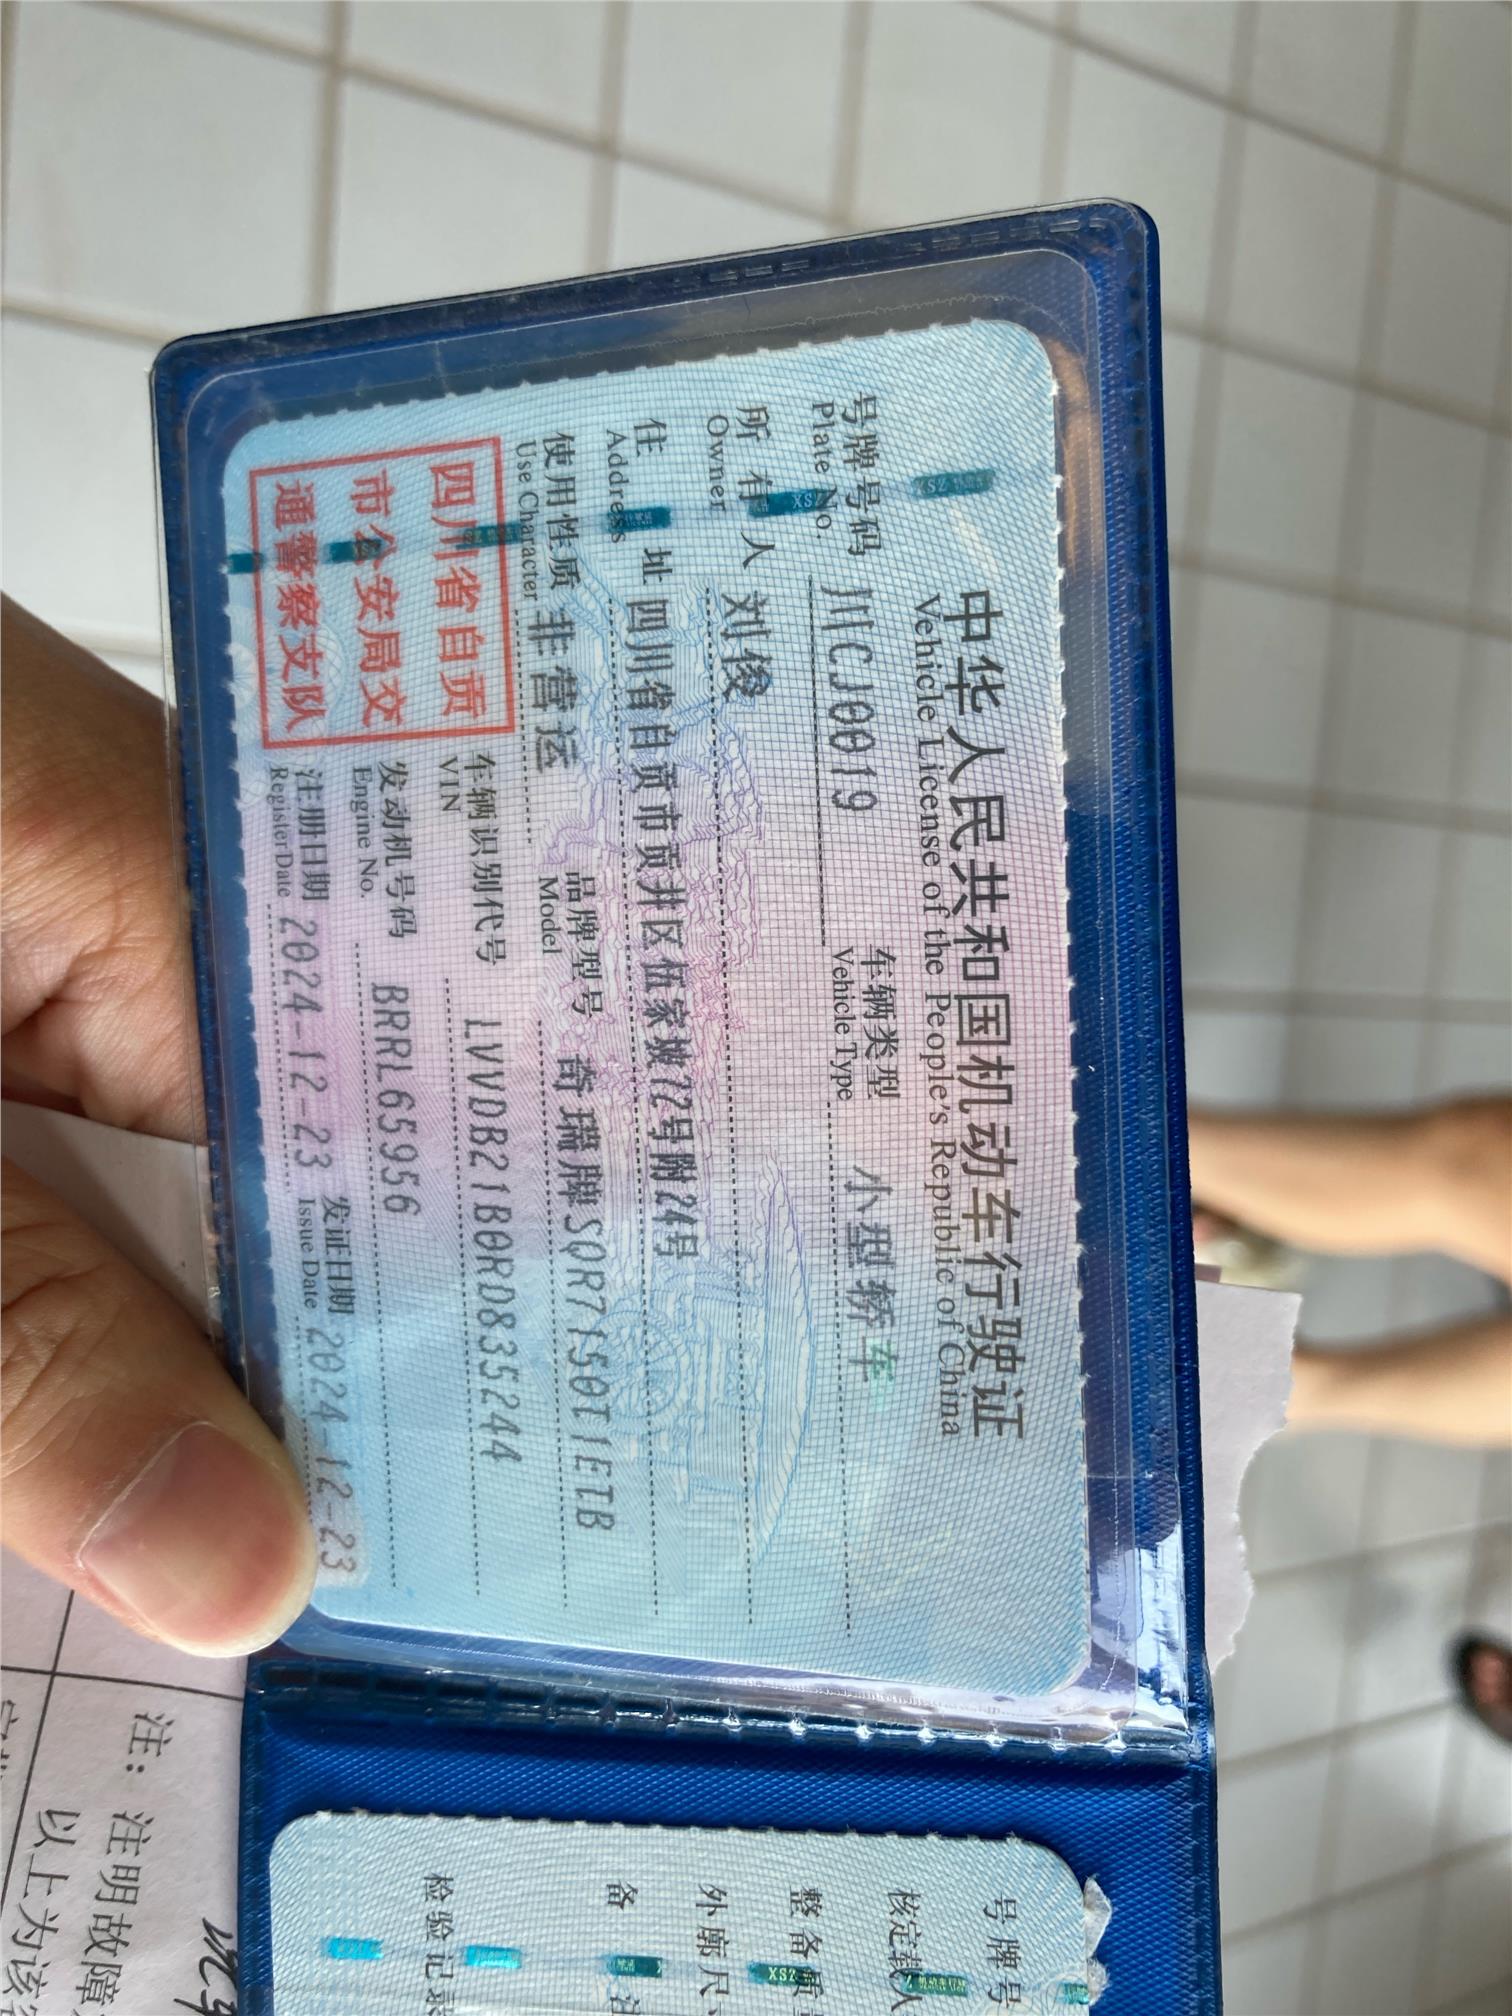 中华人民共和国机动车行驶证
Vehicle License of the People's Republic of China
号牌号码 川CJ0019 车辆类型 小型轿车
Plate No. Vehicle Type
所有人 刘俊
Owner
住址 四川省自贡市贡井区伍家坡72号附24号
Address
使用性质 非营运 品牌型号 奇瑞牌SQR7150T1ETB
Use Character Model
四川省自贡
市公安局交
通警察支队
车辆识别代号 LVVDB21B0RD835244
VIN
发动机号码 BRRL65956
Engine No.
注册日期 2024-12-23 发证日期 2024-12-23
Register Date Issue Date
号牌号
核定载人
整备质
外廓尺
备
检验记录
注：注明故障
以上为该